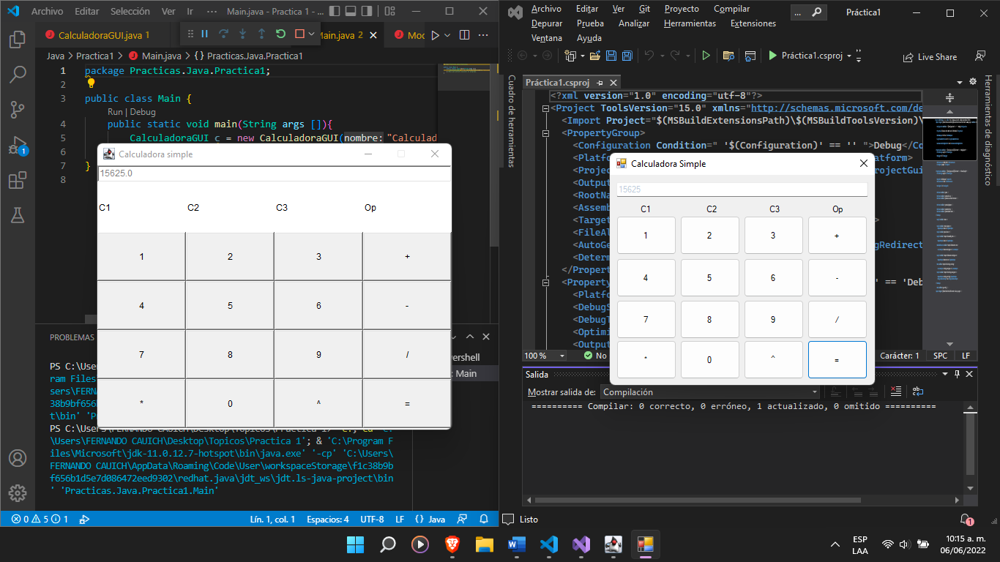 Archivo Editar Selección Ver Ir ··· Main.java - Practica 1 - ...
CalculadoraGUI.java 1
Main.java 2
Java > Practica1 > Main.java > {} Practicas.Java.Practica1
1 package Practicas.Java.Practica1;
2
3 public class Main {
Run | Debug
4 public static void main(String args []){
5 CalculadoraGUI c = new CalculadoraGUI(nombre:"Calculad
6
7 }
8
1
Calculadora simple
15625.0
C1 C2 C3 Op
1 2 3 +
4 5 6 -
7 8 9 /
* 0 ^ =
PROBLEMAS
PS C:\Use
ram Files
sers\FERN
38b9bf656b
t\bin' 'P
Main
\Users\FERNANDO CAUICH\Desktop\Topicos\Practica 1'; & 'C:\Program F
iles\Microsoft\jdk-11.0.12.7-hotspot\bin\java.exe' '-cp' 'C:\Users\
FERNANDO CAUICH\AppData\Roaming\Code\User\workspaceStorage\f1c38b9b
f656b1d5e7d086472eed9302\redhat.java\jdt_ws\jdt.ls-java-project\bin
' 'Practicas.Java.Practica1.Main'
0 5 1 Lín. 1, col. 1 Espacios: 4 UTF-8 LF {} Java
Archivo Editar Ver Git Proyecto Compilar ... Práctica1
Depurar Prueba Analizar Herramientas Extensiones
Ventana Ayuda
Práctica1.csproj Live Share
Cuadro de herramientas
Herramientas de diagnóstico
Práctica1.csproj
<?xml version="1.0" encoding="utf-8"?>
<Project ToolsVersion="15.0" xmlns="http://schemas.microsoft.com/de
<Import Project="$(MSBuildExtensionsPath)\$(MSBuildToolsVersion)\
<PropertyGroup>
<Configuration Condition=" '$(Configuration)' == '' ">Debug</Co
<Platfo atform>
<Projec rojectGui
<Output
<RootNa
<Assemb
<Target >
<FileAl
<AutoGe gRedirect
<Determ
</Propert
<Property ' == 'Deb
<Platfo
<DebugS
<DebugT
<Optimi
<Output
Calculadora Simple
15625
C1 C2 C3 Op
1 2 3 +
4 5 6 -
7 8 9 /
* 0 ^ =
100 % No Carácter: 1 SPC LF
Salida
Mostrar salida de: Compilación
========== Compilar: 0 correcto, 0 erróneo, 1 actualizado, 0 omitido ==========
Listo 1
ESP
LAA
10:15 a. m.
06/06/2022